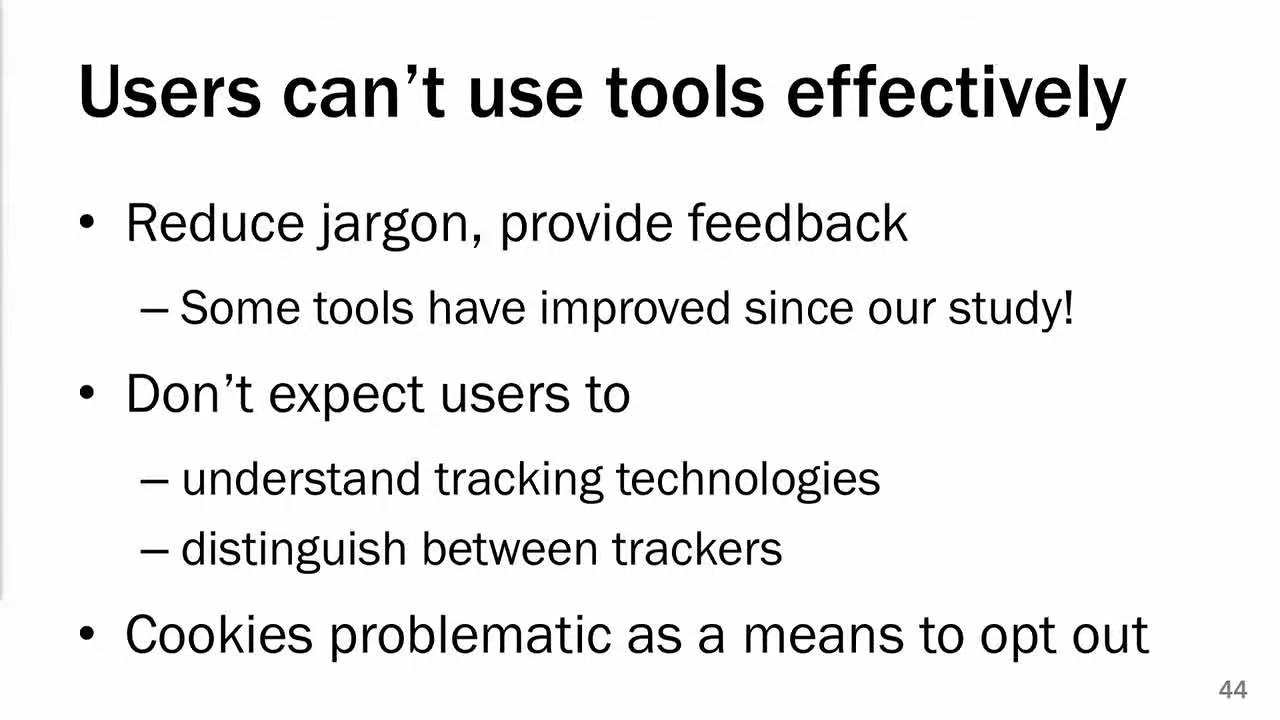 Users can’t use tools effectively
• Reduce jargon, provide feedback
– Some tools have improved since our study!
• Don’t expect users to
– understand tracking technologies
– distinguish between trackers
• Cookies problematic as a means to opt out
44